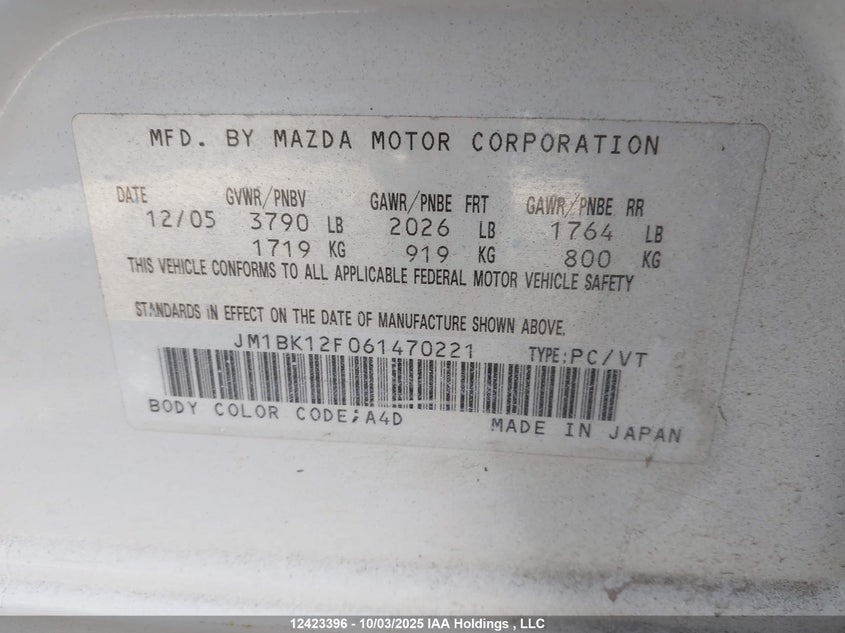 MFD. BY MAZDA MOTOR CORPORATION
DATE GVWR/PNBV GAWR/PNBE FRT GAWR/PNBE RR
12/05 3790 LB 2026 LB 1764 LB
1719 KG 919 KG 800 KG
THIS VEHICLE CONFORMS TO ALL APPLICABLE FEDERAL MOTOR VEHICLE SAFETY
STANDARDS IN EFFECT ON THE DATE OF MANUFACTURE SHOWN ABOVE.
JM1BK12F061470221 TYPE:PC/VT
BODY COLOR CODE;A4D MADE IN JAPAN
12423396 - 10/03/2025 IAA Holdings , LLC